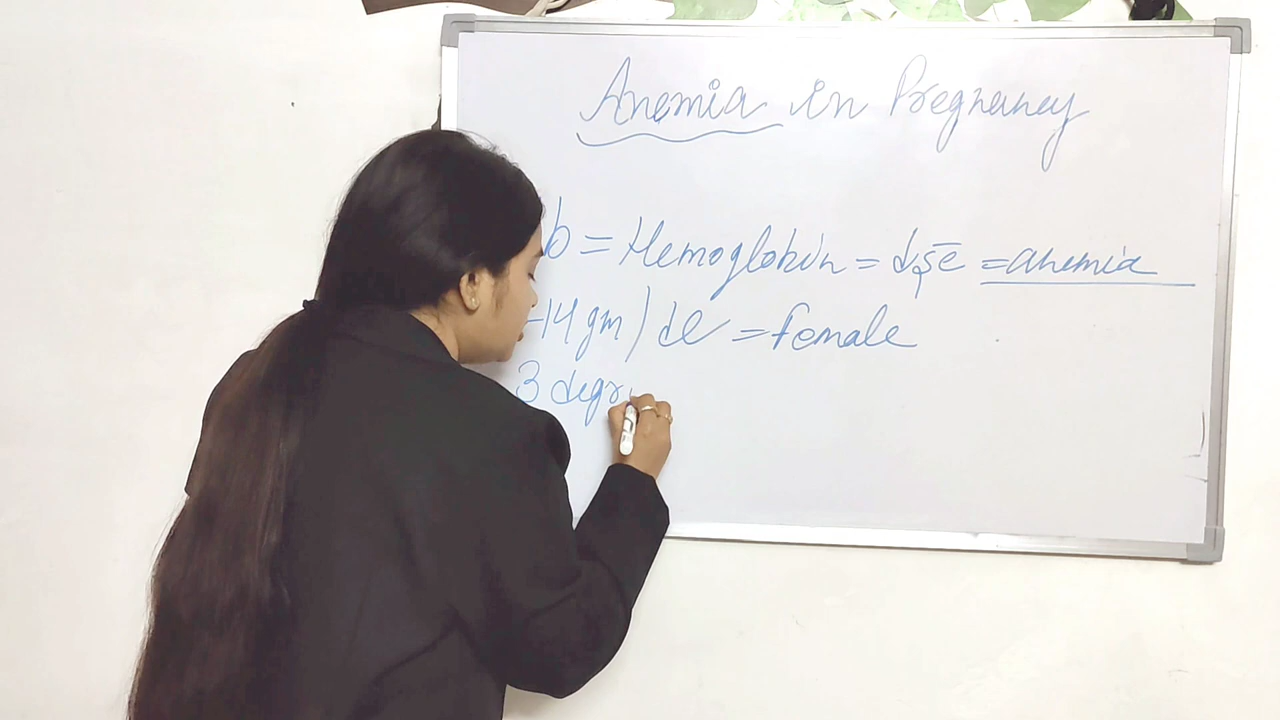 Anemia in Pregnancy
b = Hemoglobin = = anemia
-14 gm/dl = female
3 degr